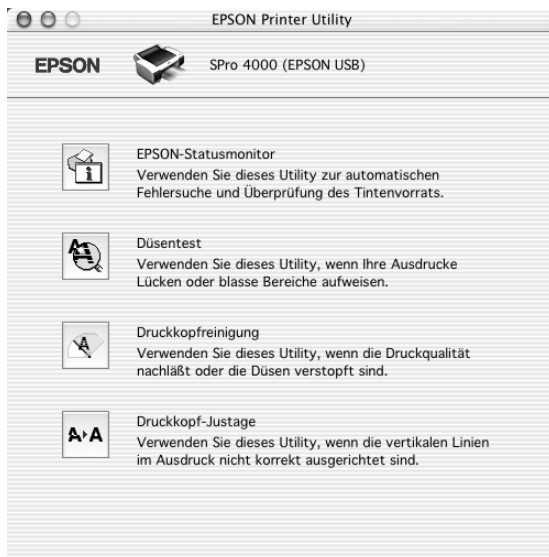 EPSON Printer Utility
EPSON
SPro 4000 (EPSON USB)
EPSON-Statusmonitor
Verwenden Sie dieses Utility zur automatischen
Fehlersuche und Überprüfung des Tintenvorrats.
Düsentest
Verwenden Sie dieses Utility, wenn Ihre Ausdrucke
Lücken oder blasse Bereiche aufweisen.
Druckkopfreinigung
Verwenden Sie dieses Utility, wenn die Druckqualität
nachläßt oder die Düsen verstopft sind.
A A
Druckkopf-Justage
Verwenden Sie dieses Utility, wenn die vertikalen Linien
im Ausdruck nicht korrekt ausgerichtet sind.